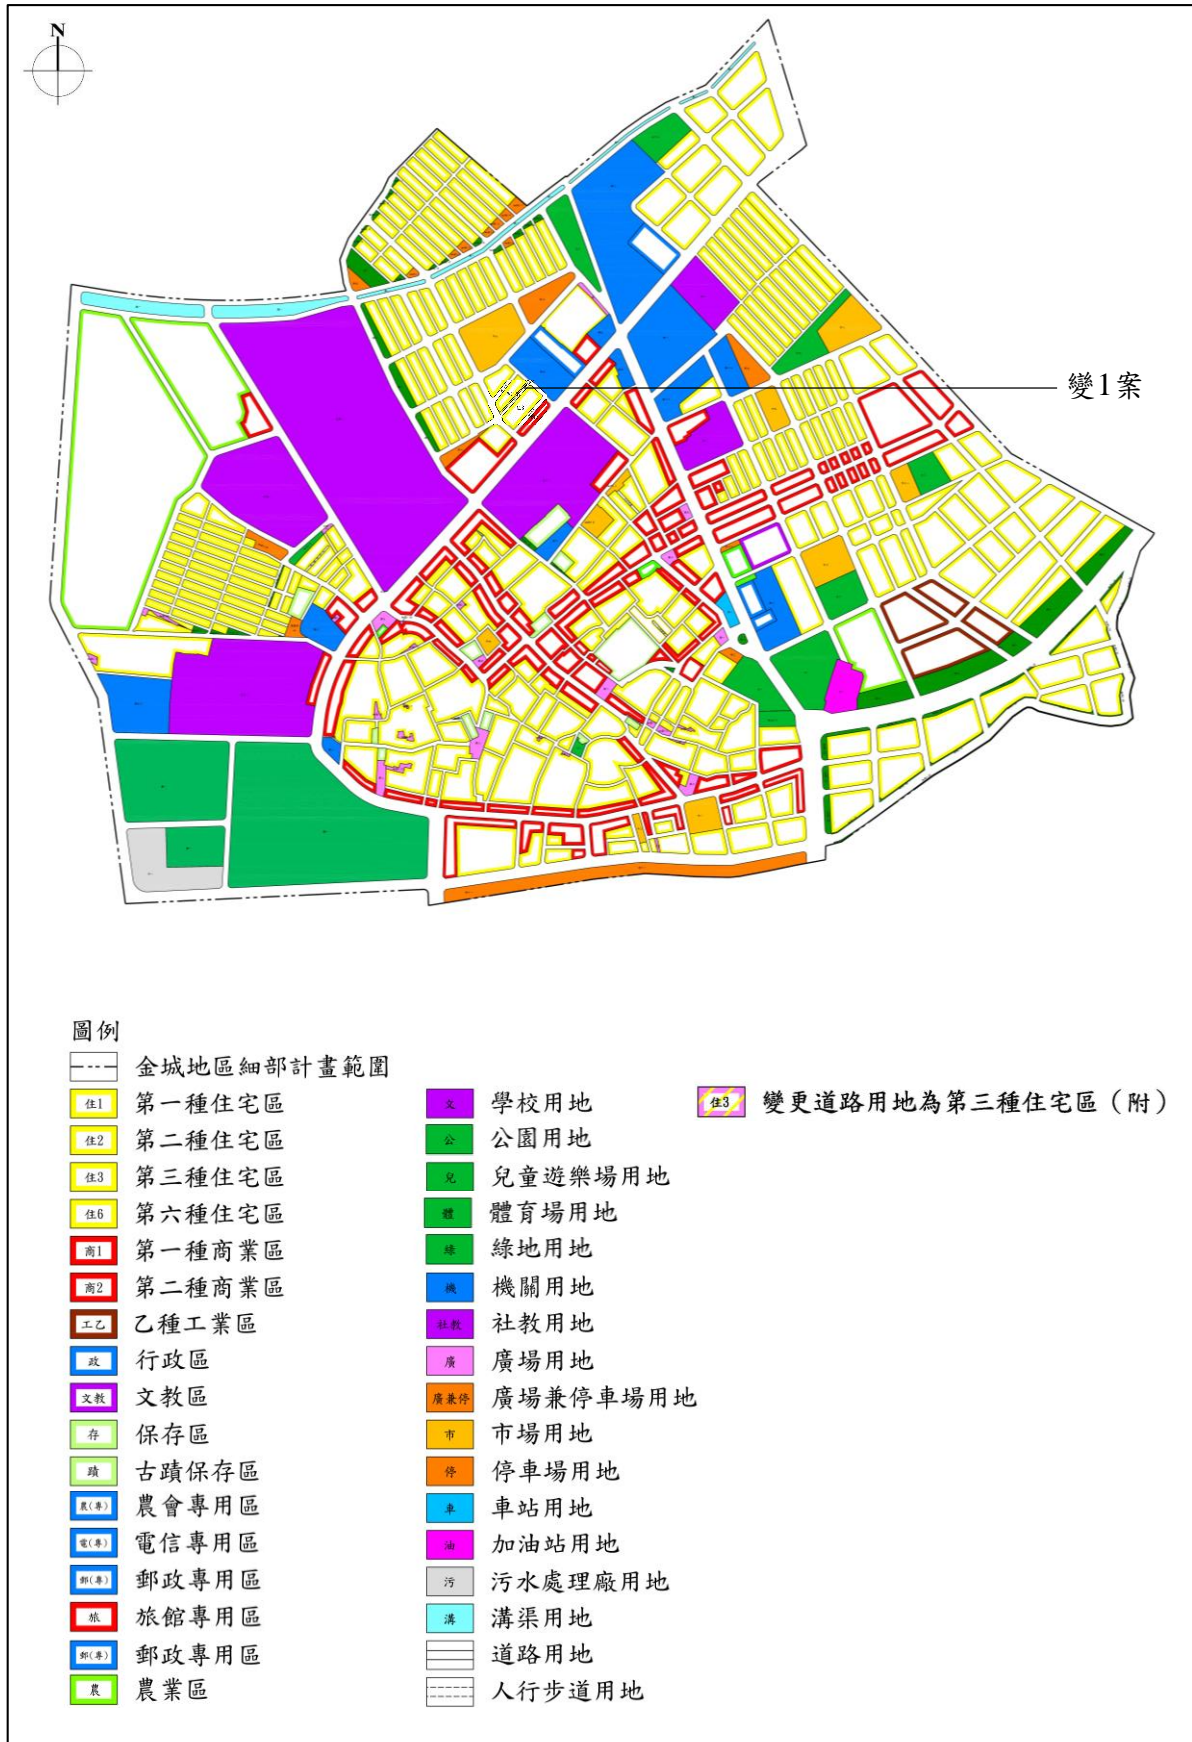 N
變1案
圖例
金城地區細部計畫範圍
住1 第一種住宅區
住2 第二種住宅區
住3 第三種住宅區
住6 第六種住宅區
商1 第一種商業區
商2 第二種商業區
工乙 乙種工業區
政 行政區
文教 文教區
存 保存區
蹟 古蹟保存區
農(專) 農會專用區
電(專) 電信專用區
郵(專) 郵政專用區
旅 旅館專用區
郵(專) 郵政專用區
農 農業區
文 學校用地
公 公園用地
兒 兒童遊樂場用地
體 體育場用地
綠 綠地用地
機 機關用地
社教 社教用地
廣 廣場用地
廣兼停 廣場兼停車場用地
市 市場用地
停 停車場用地
車 車站用地
油 加油站用地
污 污水處理廠用地
溝 溝渠用地
道路用地
人行步道用地
住3 變更道路用地為第三種住宅區（附）